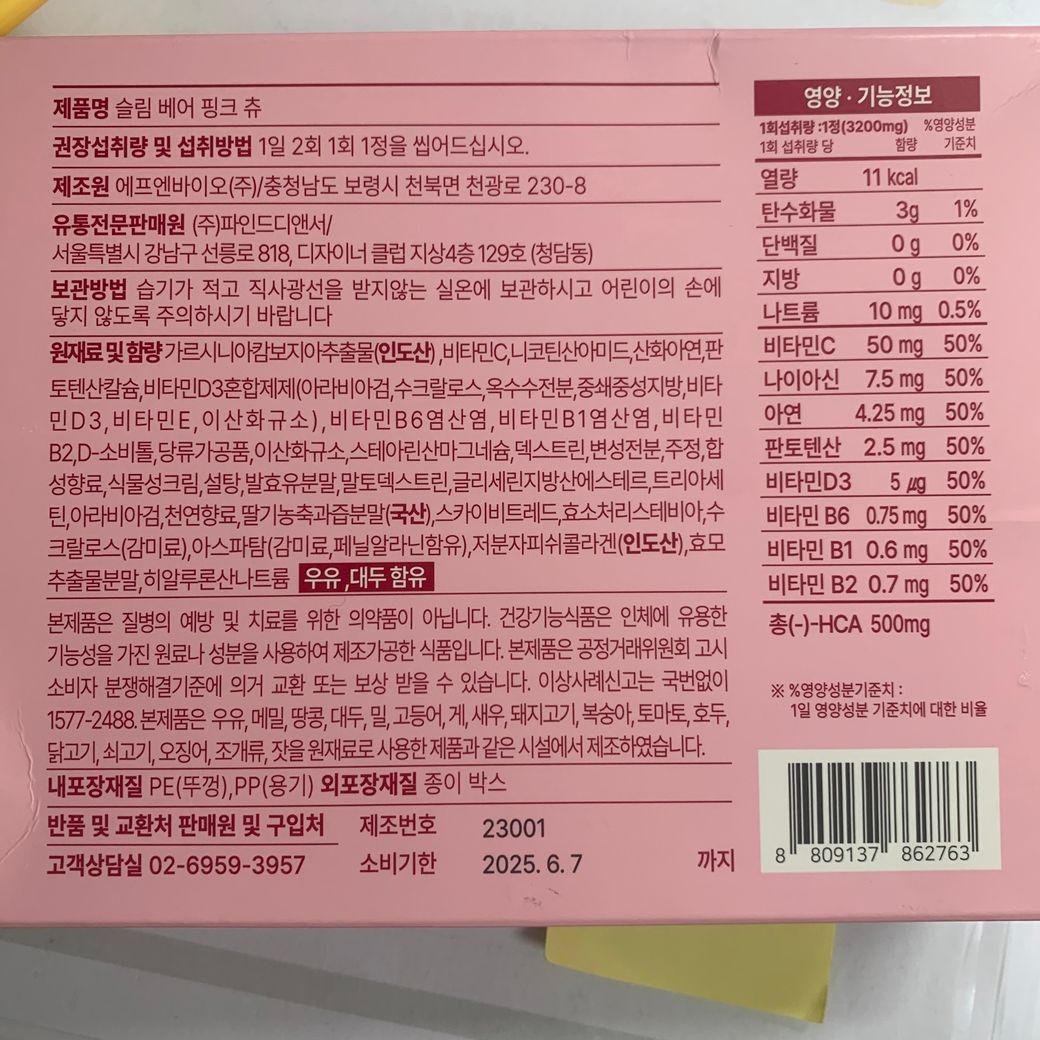 제품명 슬림 베어 핑크 츄
권장섭취량 및 섭취방법 1일 2회 1회 1정을 씹어드십시오.
제조원 에프엔바이오(주)/충청남도 보령시 천북면 천광로 230-8
유통전문판매원 (주)파인드디앤서/
서울특별시 강남구 선릉로 818, 디자이너 클럽 지상4층 129호 (청담동)
보관방법 습기가 적고 직사광선을 받지않는 실온에 보관하시고 어린이의 손에
닿지 않도록 주의하시기 바랍니다
원재료 및 함량 가르시니아캄보지아추출물(인도산),비타민C,니코틴산아미드,산화아연,판
토텐산칼슘,비타민D3혼합제제(아라비아검,수크랄로스,옥수수전분,중쇄중성지방,비타
민D3,비타민E,이산화규소),비타민B6염산염,비타민B1염산염,비타민
B2,D-소비톨,당류가공품,이산화규소,스테아린산마그네슘,덱스트린,변성전분,주정,합
성향료,식물성크림,설탕,발효유분말,말토덱스트린,글리세린지방산에스테르,트리아세
틴,아라비아검,천연향료,딸기농축과즙분말(국산),스카이비트레드,효소처리스테비아,수
크랄로스(감미료),아스파탐(감미료,페닐알라닌함유),저분자피쉬콜라겐(인도산),효모
추출물분말,히알루론산나트륨 우유,대두 함유
본제품은 질병의 예방 및 치료를 위한 의약품이 아닙니다. 건강기능식품은 인체에 유용한
기능성을 가진 원료나 성분을 사용하여 제조가공한 식품입니다. 본제품은 공정거래위원회 고시
소비자 분쟁해결기준에 의거 교환 또는 보상 받을 수 있습니다. 이상사례신고는 국번없이
1577-2488. 본제품은 우유, 메밀, 땅콩, 대두, 밀, 고등어, 게, 새우, 돼지고기, 복숭아, 토마토, 호두,
닭고기, 쇠고기, 오징어, 조개류, 잣을 원재료로 사용한 제품과 같은 시설에서 제조하였습니다.
내포장재질 PE(뚜껑),PP(용기) 외포장재질 종이 박스
반품 및 교환처 판매원 및 구입처 제조번호 23001
고객상담실 02-6959-3957 소비기한 2025. 6. 7 까지
영양 · 기능정보
1회섭취량 :1정(3200mg) %영양성분
1회 섭취량 당 함량 기준치
열량 11 kcal
탄수화물 3g 1%
단백질 0 g 0%
지방 0 g 0%
나트륨 10 mg 0.5%
비타민C 50 mg 50%
나이아신 7.5 mg 50%
아연 4.25 mg 50%
판토텐산 2.5 mg 50%
비타민D3 5 ㎍ 50%
비타민 B6 0.75 mg 50%
비타민 B1 0.6 mg 50%
비타민 B2 0.7 mg 50%
총(-)-HCA 500mg
※ %영양성분기준치 :
1일 영양성분 기준치에 대한 비율
8 809137 862763